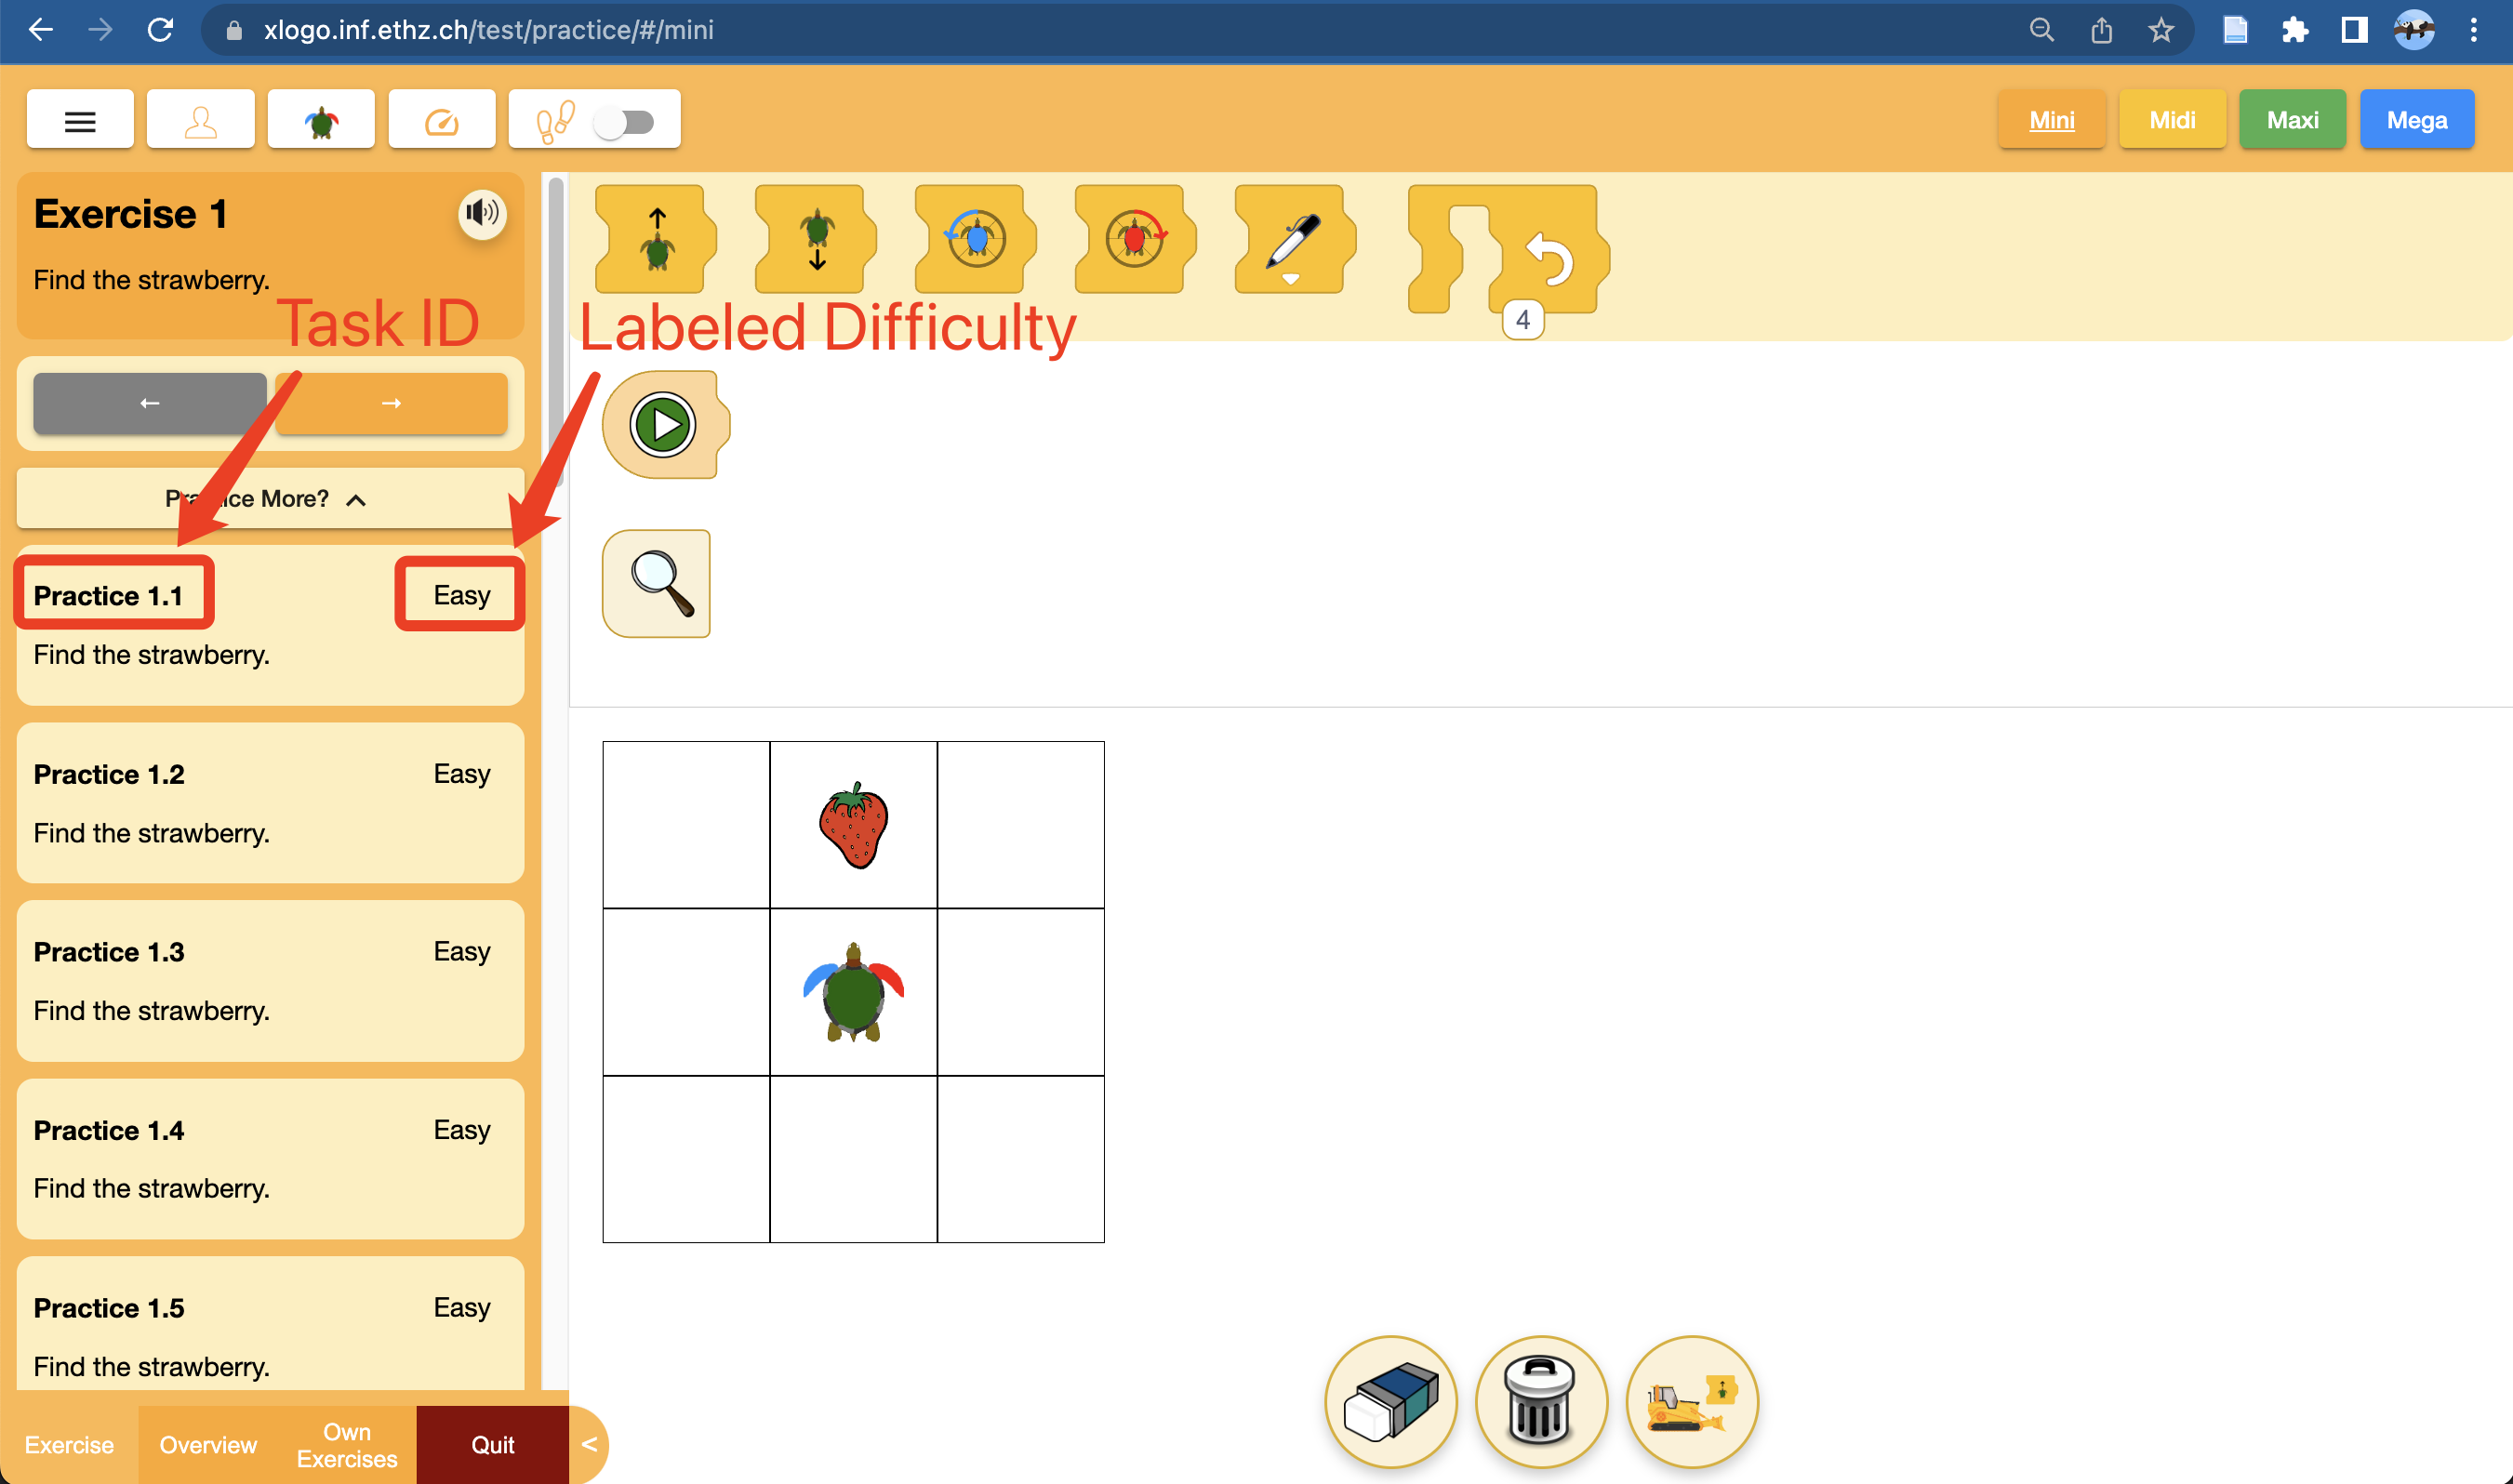 xlogo.inf.ethz.ch/test/practice/#/mini
Mini
Midi
Maxi
Mega
Exercise 1
Find the strawberry.
Task ID
Labeled Difficulty
4
Practice More?
Practice 1.1
Easy
Find the strawberry.
Practice 1.2
Easy
Find the strawberry.
Practice 1.3
Easy
Find the strawberry.
Practice 1.4
Easy
Find the strawberry.
Practice 1.5
Easy
Find the strawberry.
Exercise
Overview
Own
Exercises
Quit
<